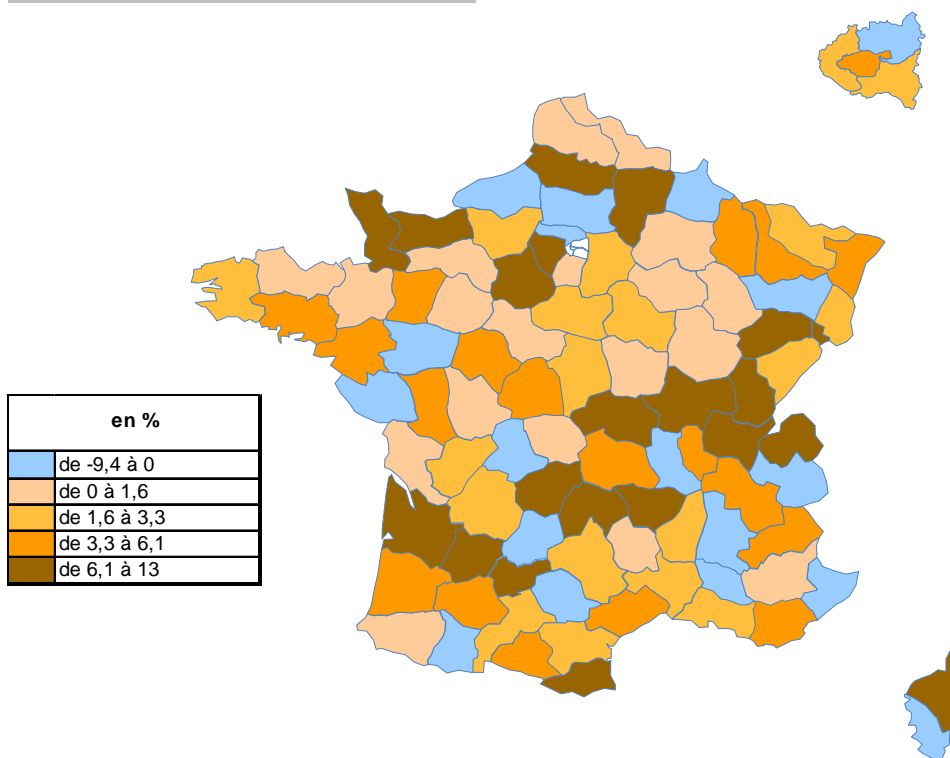 en %
de -9,4 à 0
de 0 à 1,6
de 1,6 à 3,3
de 3,3 à 6,1
de 6,1 à 13